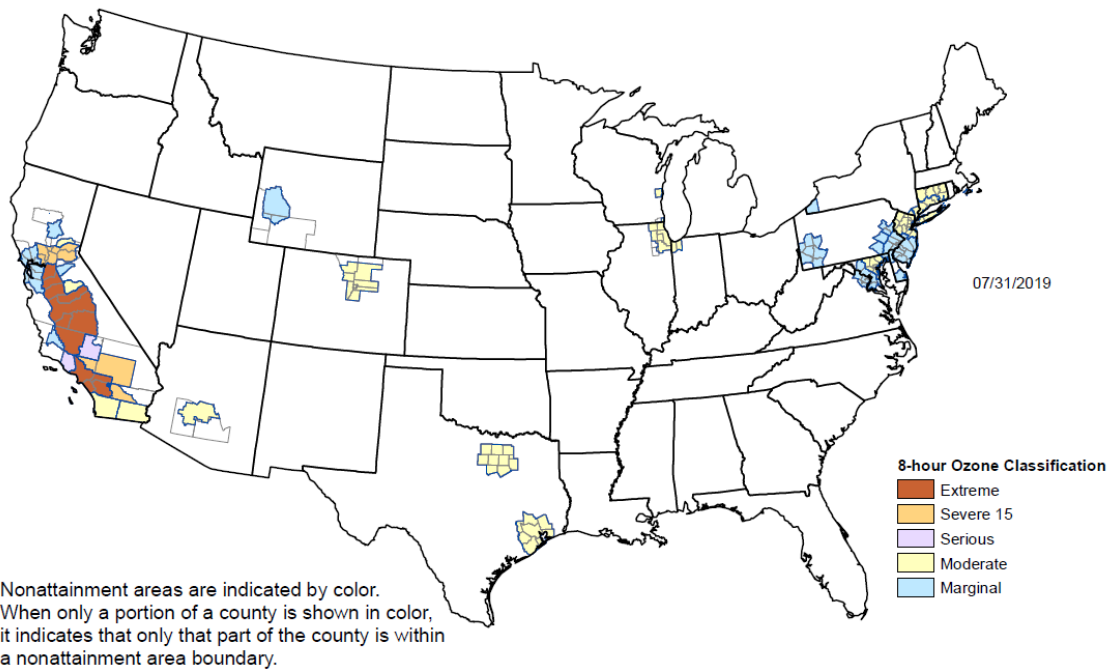 07/31/2019
8-hour Ozone Classification
Extreme
Severe 15
Serious
Moderate
Marginal
Nonattainment areas are indicated by color.
When only a portion of a county is shown in color,
it indicates that only that part of the county is within
a nonattainment area boundary.